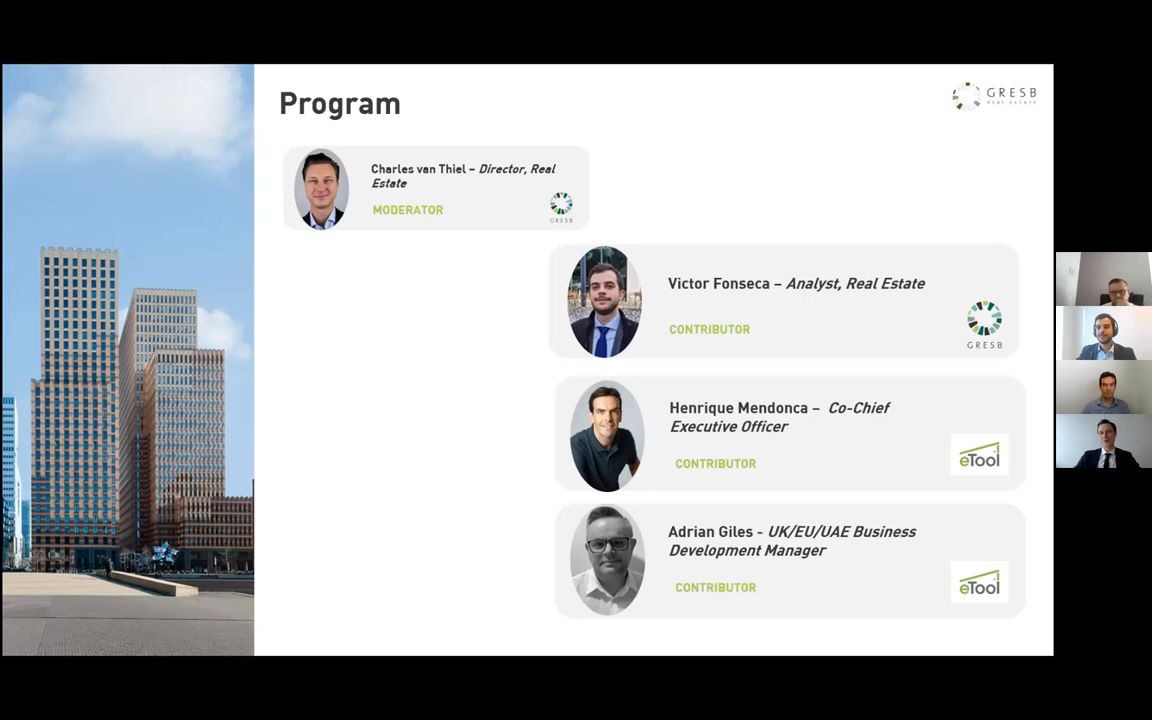 Program
GRESB
REAL ESTATE
Charles van Thiel – Director, Real
Estate
MODERATOR
GRESB
Victor Fonseca – Analyst, Real Estate
CONTRIBUTOR
GRESB
Henrique Mendonca – Co-Chief
Executive Officer
CONTRIBUTOR
eTool
Adrian Giles - UK/EU/UAE Business
Development Manager
CONTRIBUTOR
eTool